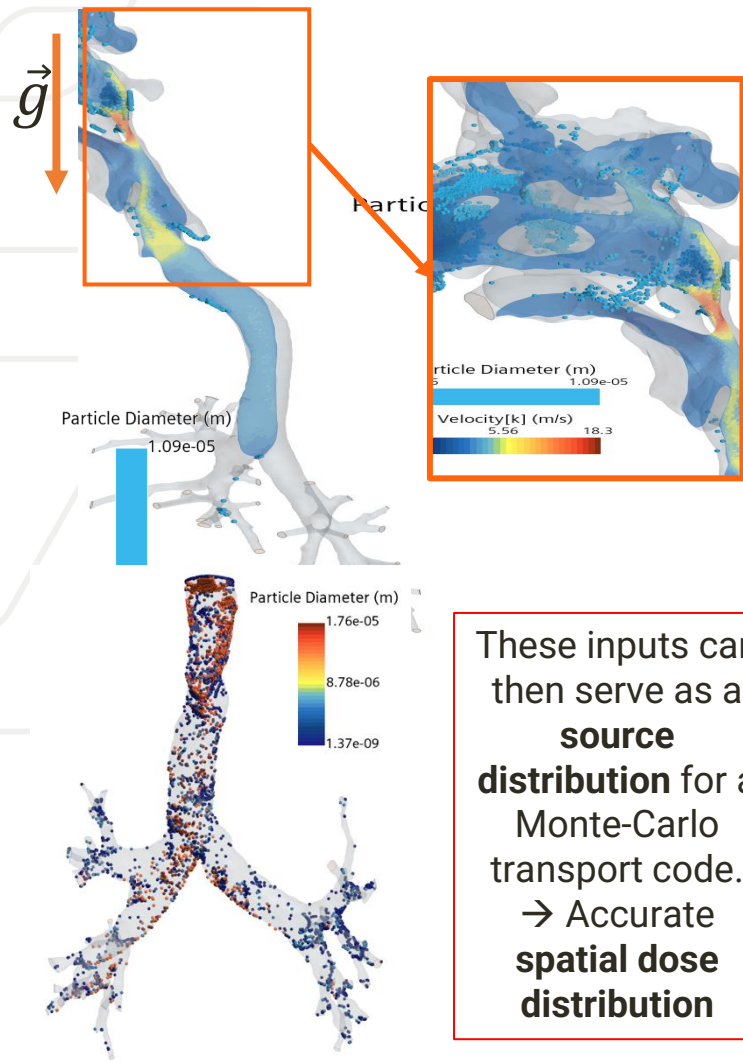 g
Partic
rticle Diameter (m)
5 1.09e-05
Velocity[k] (m/s)
5.56 18.3
Particle Diameter (m)
1.09e-05
Particle Diameter (m)
1.76e-05
8.78e-06
1.37e-09
These inputs can
then serve as a
source
distribution for a
Monte-Carlo
transport code.
→ Accurate
spatial dose
distribution